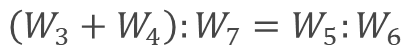 (W₃ + W₄): W₇ = W₅: W₆